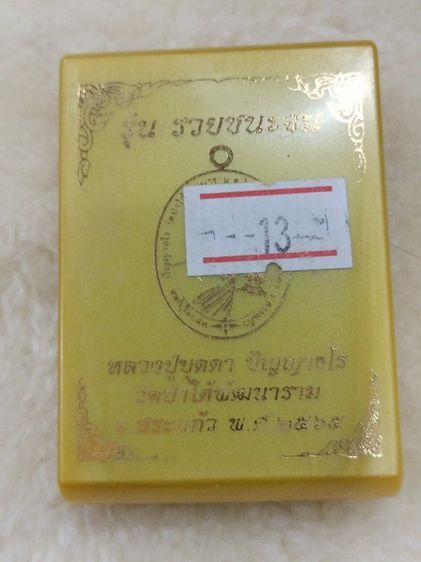 รุ่น รวยชนะจน
13
หลวงปู่บุดดา ปัญญาธโร
วัดป่าใต้พัฒนาราม
จ.สระแก้ว พ.ศ ๒๕๖๕